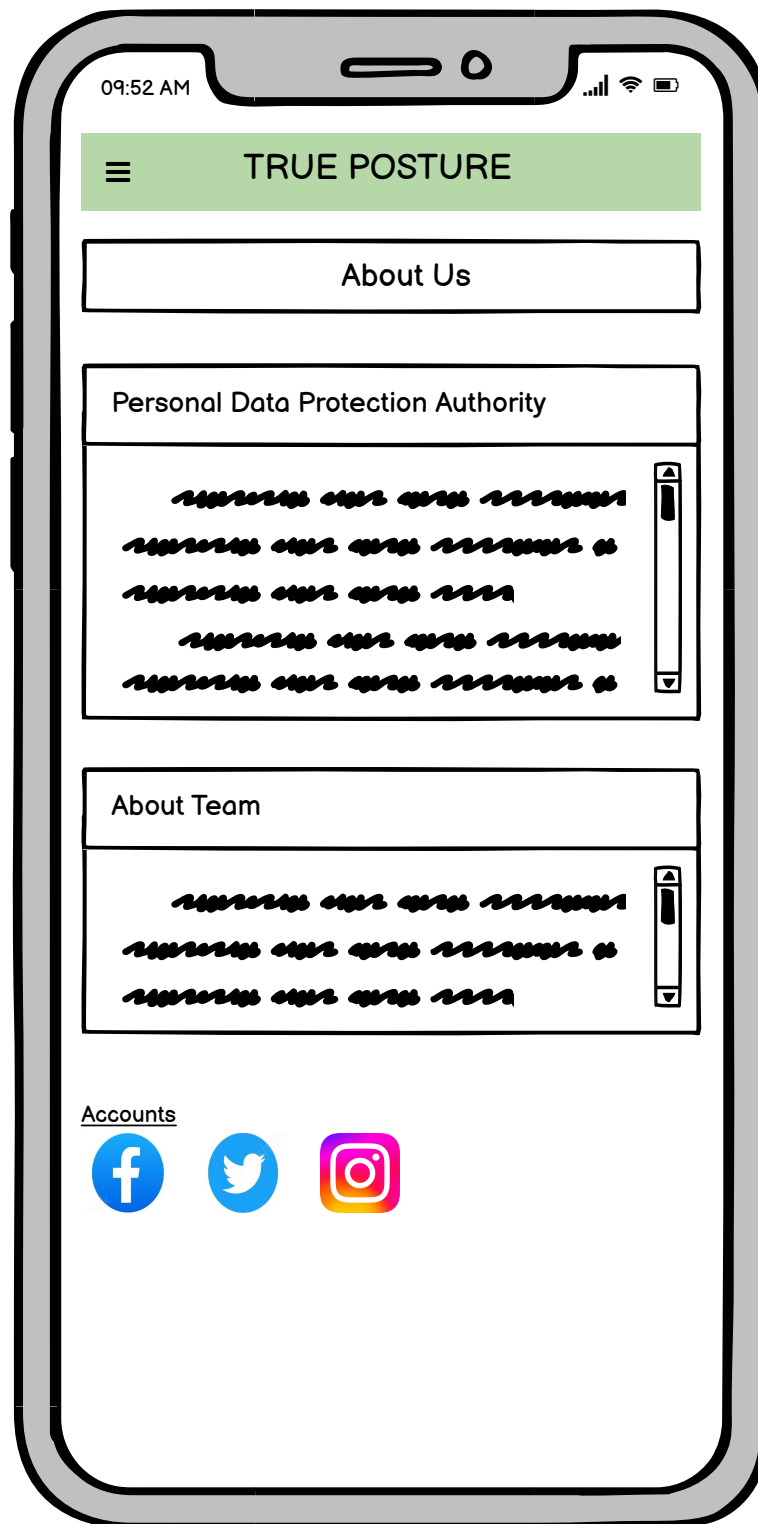 09:52 AM
TRUE POSTURE
About Us
Personal Data Protection Authority
About Team
Accounts